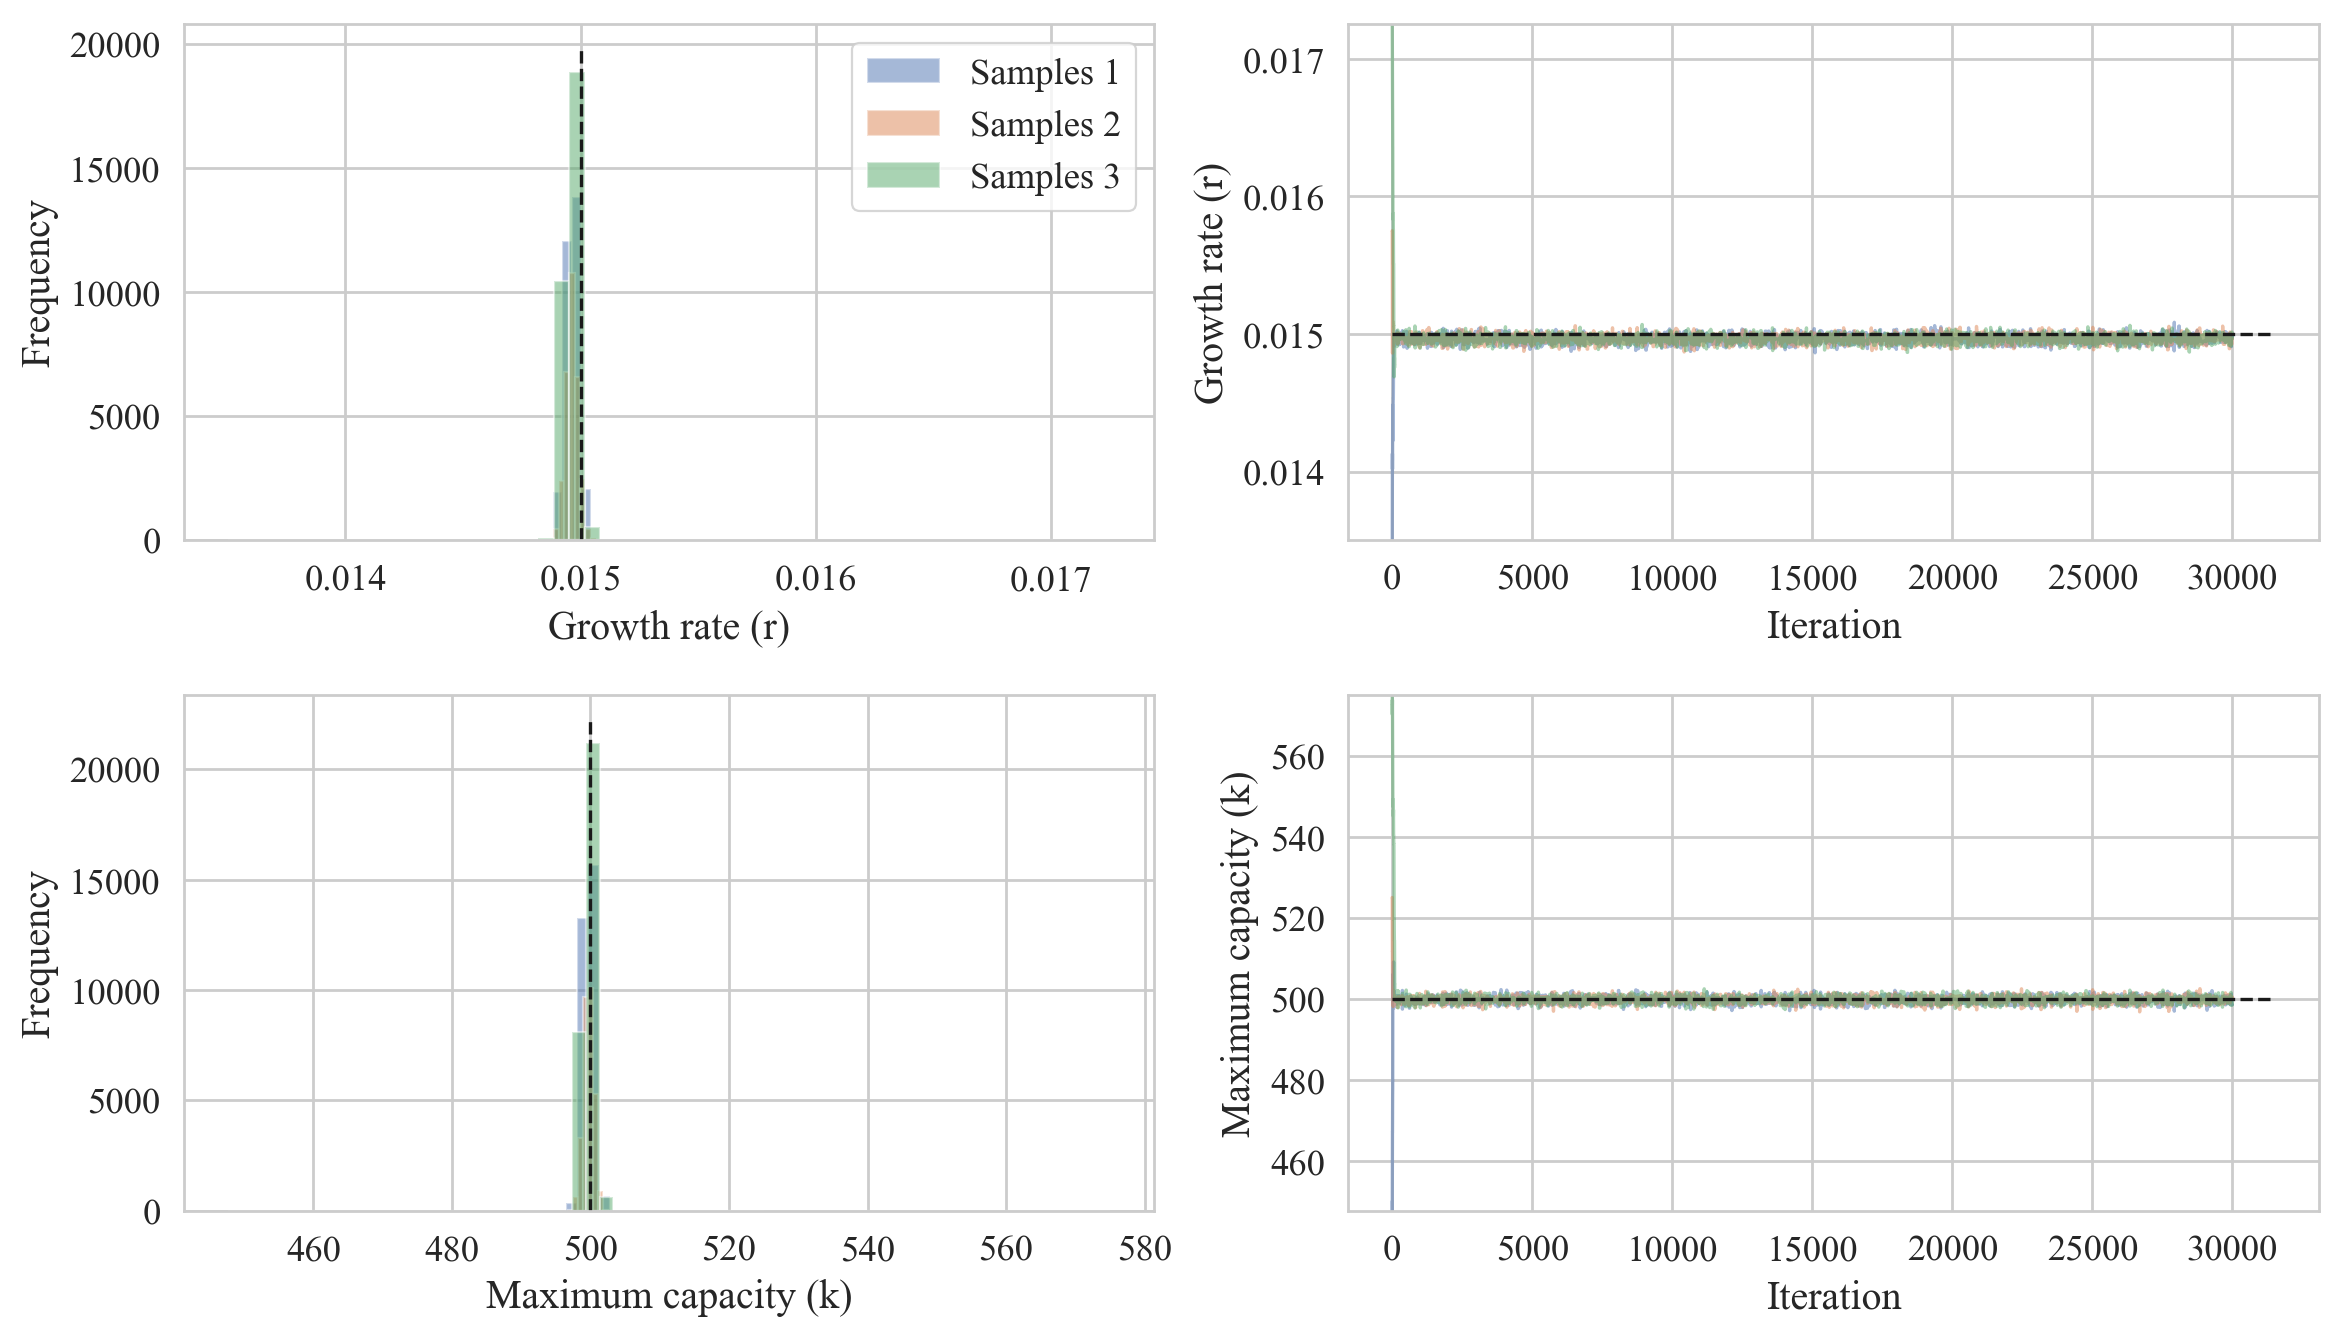 20000
15000
10000
5000
0
Frequency
0.014 0.015 0.016 0.017
Growth rate (r)
Samples 1
Samples 2
Samples 3
0.017
0.016
0.015
0.014
Growth rate (r)
0 5000 10000 15000 20000 25000 30000
Iteration
20000
15000
10000
5000
0
Frequency
460 480 500 520 540 560 580
Maximum capacity (k)
560
540
520
500
480
460
Maximum capacity (k)
0 5000 10000 15000 20000 25000 30000
Iteration